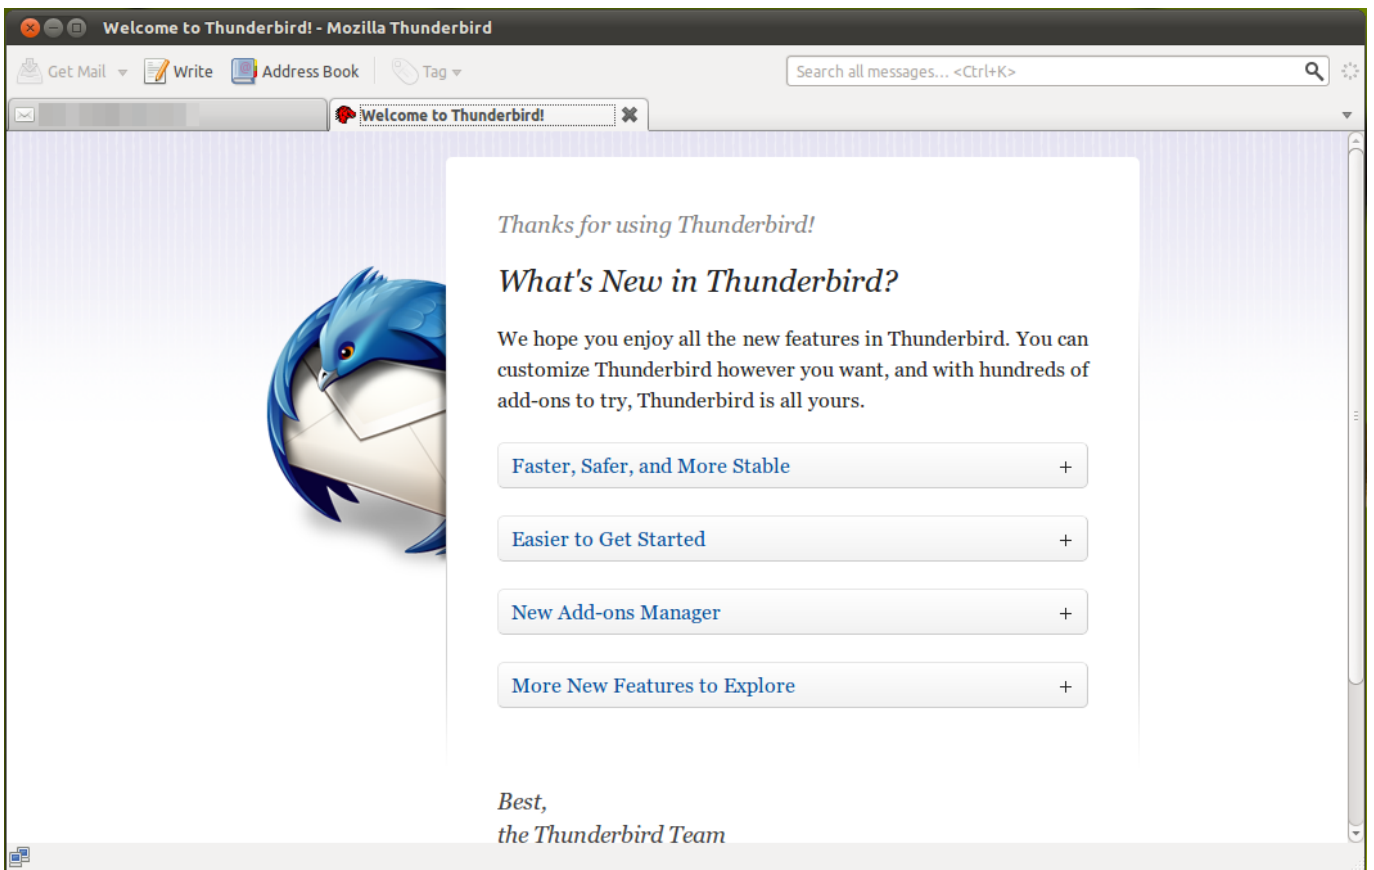 Welcome to Thunderbird! - Mozilla Thunderbird
Get Mail Write Address Book Tag Search all messages... <Ctrl+K>
Welcome to Thunderbird!
Thanks for using Thunderbird!
What's New in Thunderbird?
We hope you enjoy all the new features in Thunderbird. You can
customize Thunderbird however you want, and with hundreds of
add-ons to try, Thunderbird is all yours.
Faster, Safer, and More Stable +
Easier to Get Started +
New Add-ons Manager +
More New Features to Explore +
Best,
the Thunderbird Team